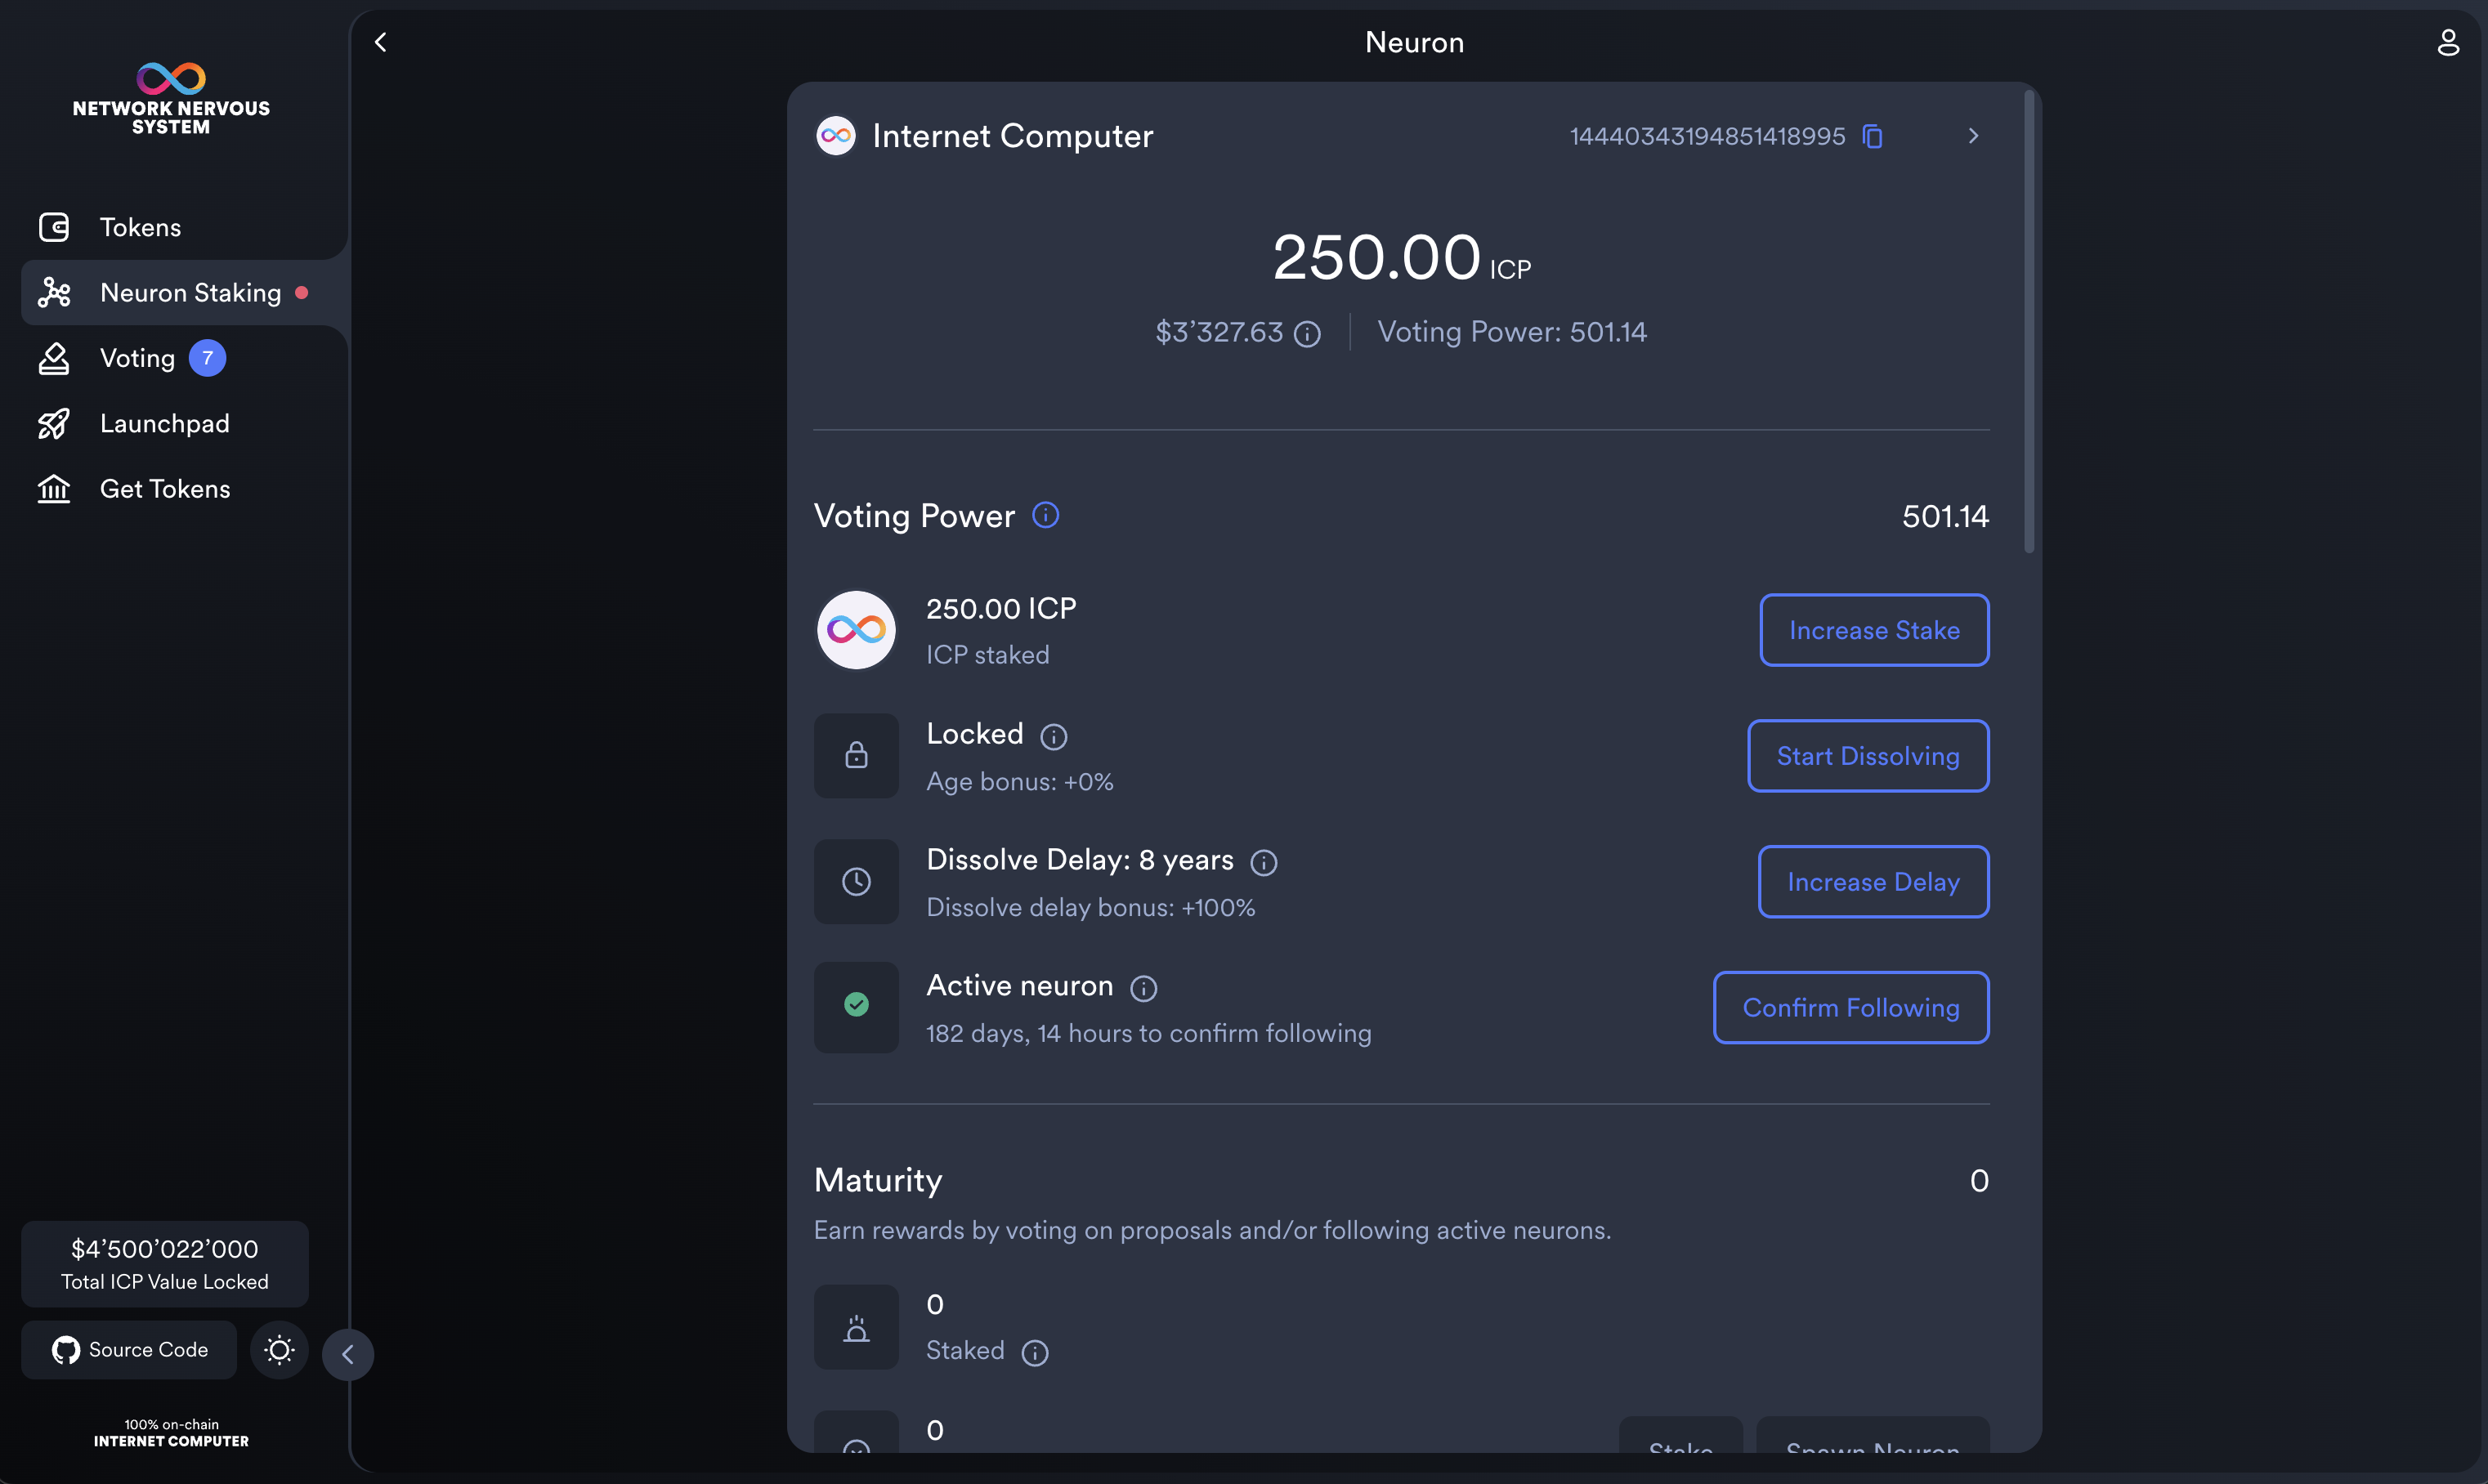 NETWORK NERVOUS
SYSTEM
Tokens
Neuron Staking
Voting 7
Launchpad
Get Tokens
$4’500’022’000
Total ICP Value Locked
Source Code
100% on-chain
INTERNET COMPUTER
Neuron
Internet Computer 14440343194851418995
250.00 ICP
$3’327.63 Voting Power: 501.14
Voting Power 501.14
250.00 ICP
ICP staked
Increase Stake
Locked
Age bonus: +0%
Start Dissolving
Dissolve Delay: 8 years
Dissolve delay bonus: +100%
Increase Delay
Active neuron
182 days, 14 hours to confirm following
Confirm Following
Maturity 0
Earn rewards by voting on proposals and/or following active neurons.
0
Staked
0
Stake Spawn Neuron